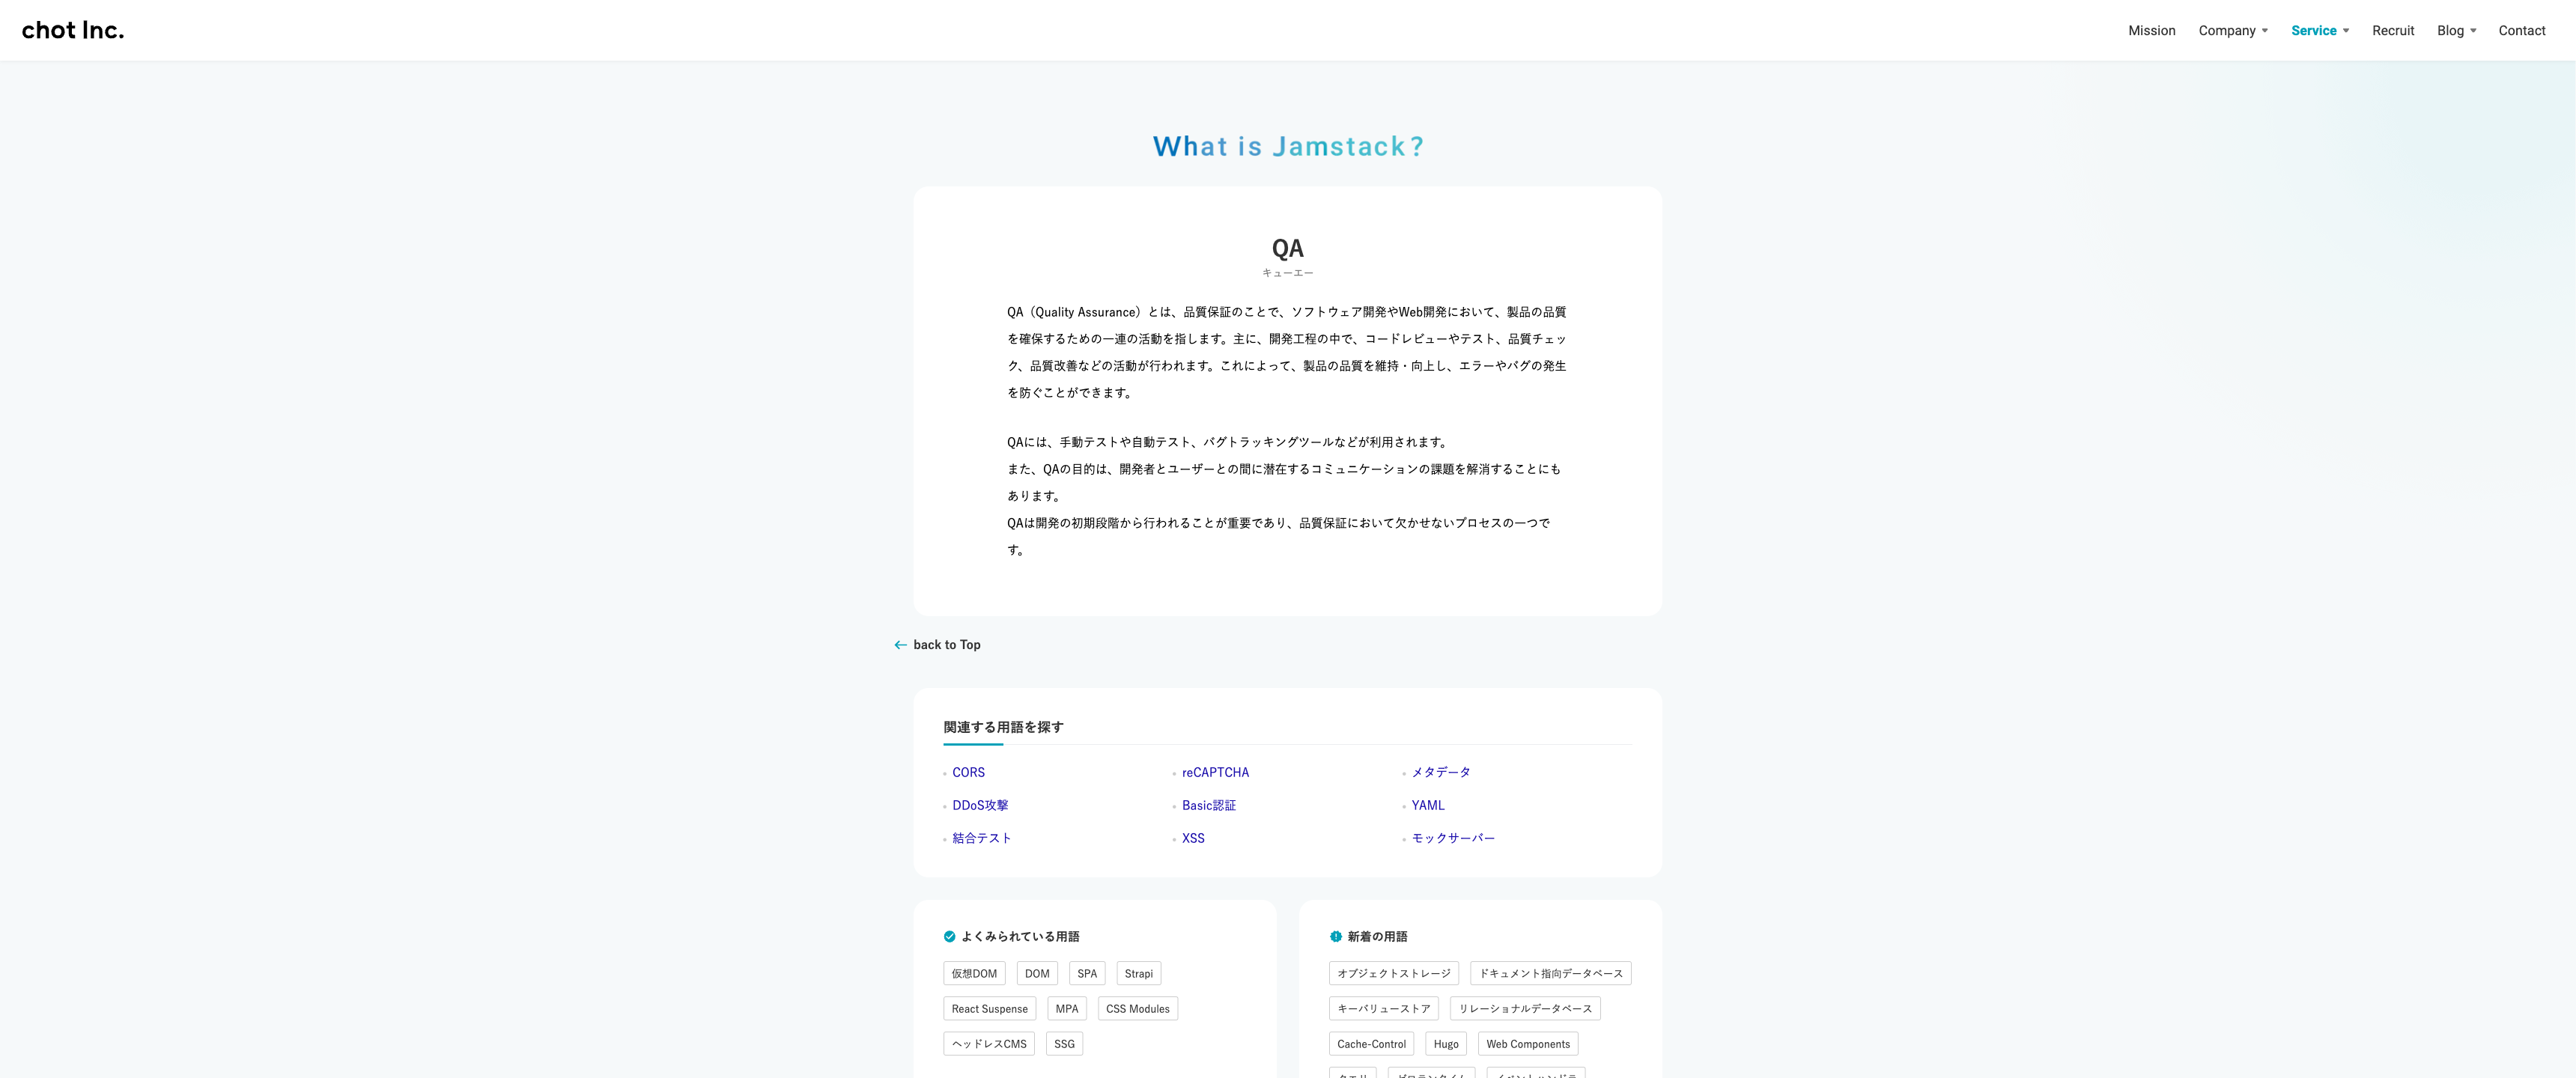 chot Inc.
Mission Company Service Recruit Blog Contact
What is Jamstack?
QA
キューエー
QA（Quality Assurance）とは、品質保証のことで、ソフトウェア開発やWeb開発において、製品の品質
を確保するための一連の活動を指します。主に、開発工程の中で、コードレビューやテスト、品質チェッ
ク、品質改善などの活動が行われます。これによって、製品の品質を維持・向上し、エラーやバグの発生
を防ぐことができます。
QAには、手動テストや自動テスト、バグトラッキングツールなどが利用されます。
また、QAの目的は、開発者とユーザーとの間に潜在するコミュニケーションの課題を解消することにも
あります。
QAは開発の初期段階から行われることが重要であり、品質保証において欠かせないプロセスの一つで
す。
back to Top
関連する用語を探す
CORS reCAPTCHA メタデータ
DDoS攻撃 Basic認証 YAML
結合テスト XSS モックサーバー
よくみられている用語
仮想DOM DOM SPA Strapi
React Suspense MPA CSS Modules
ヘッドレスCMS SSG
新着の用語
オブジェクトストレージ ドキュメント指向データベース
キーバリューストア リレーショナルデータベース
Cache-Control Hugo Web Components